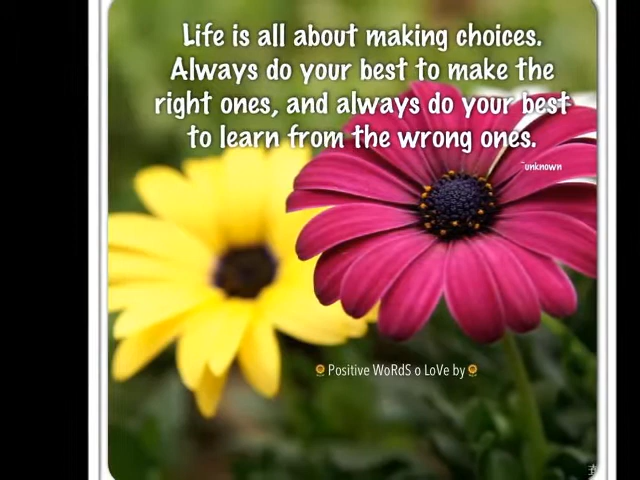 Life is all about making choices.
Always do your best to make the
right ones, and always do your best
to learn from the wrong ones.
~unknown
🌻Positive WoRdS o LoVe by🌻